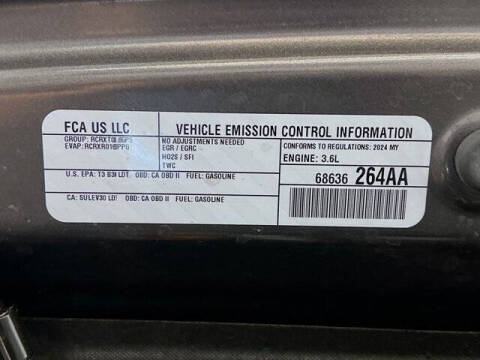 FCA US LLC
VEHICLE EMISSION CONTROL INFORMATION
GROUP:
EVAP:
NO ADJUSTMENTS NEEDED
EGR / EGRC
HO2S / SFI
TWC
CONFORMS TO REGULATIONS: 2024 MY
ENGINE: 3.6L
U.S. EPA: T3 B30 LDT OBD: CA OBD II FUEL: GASOLINE
68636 264AA
CA: SULEV30 LDT OBD: CA OBD II FUEL: GASOLINE